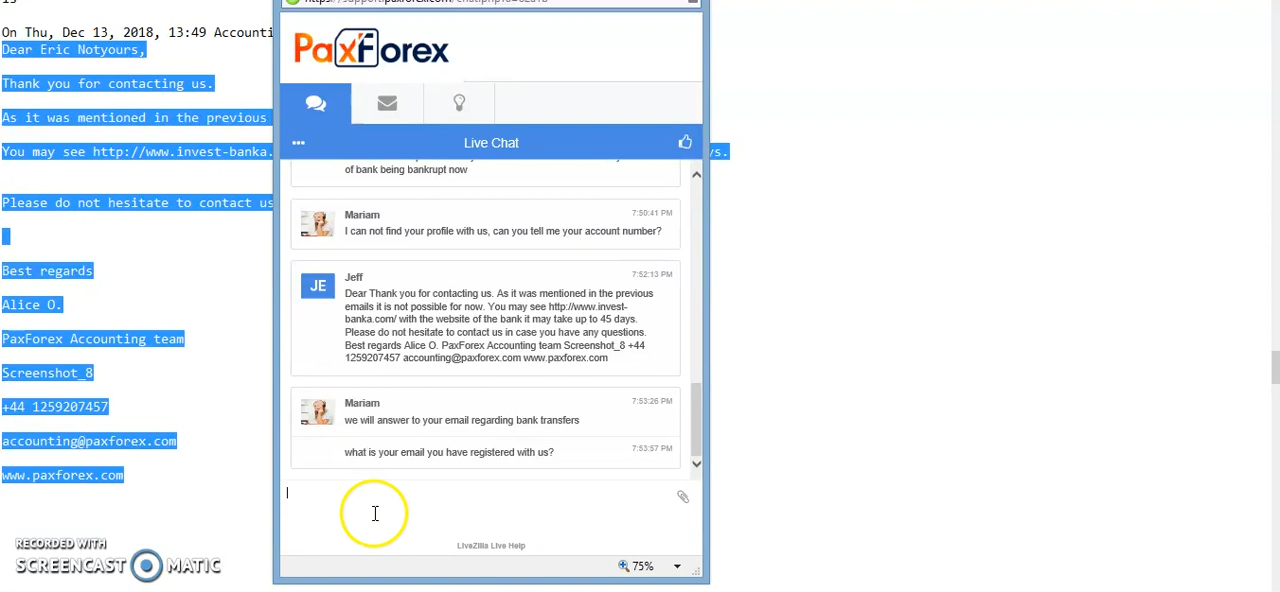 On Thu, Dec 13, 2018, 13:49 Accounti
Dear Eric Notyours,
Thank you for contacting us.
As it was mentioned in the previous
You may see http://www.invest-banka.
ys.
Please do not hesitate to contact us
Best regards
Alice O.
PaxForex Accounting team
Screenshot_8
+44 1259207457
accounting@paxforex.com
www.paxforex.com
RECORDED WITH
SCREENCAST MATIC
PaxForex
Live Chat
of bank being bankrupt now
Mariam 7:50:41 PM
I can not find your profile with us, can you tell me your account number?
JE
Jeff 7:52:13 PM
Dear Thank you for contacting us. As it was mentioned in the previous
emails it is not possible for now. You may see http://www.invest-
banka.com/ with the website of the bank it may take up to 45 days.
Please do not hesitate to contact us in case you have any questions.
Best regards Alice O. PaxForex Accounting team Screenshot_8 +44
1259207457 accounting@paxforex.com www.paxforex.com
Mariam 7:53:26 PM
we will answer to your email regarding bank transfers
what is your email you have registered with us? 7:53:57 PM
LiveZilla Live Help
75%